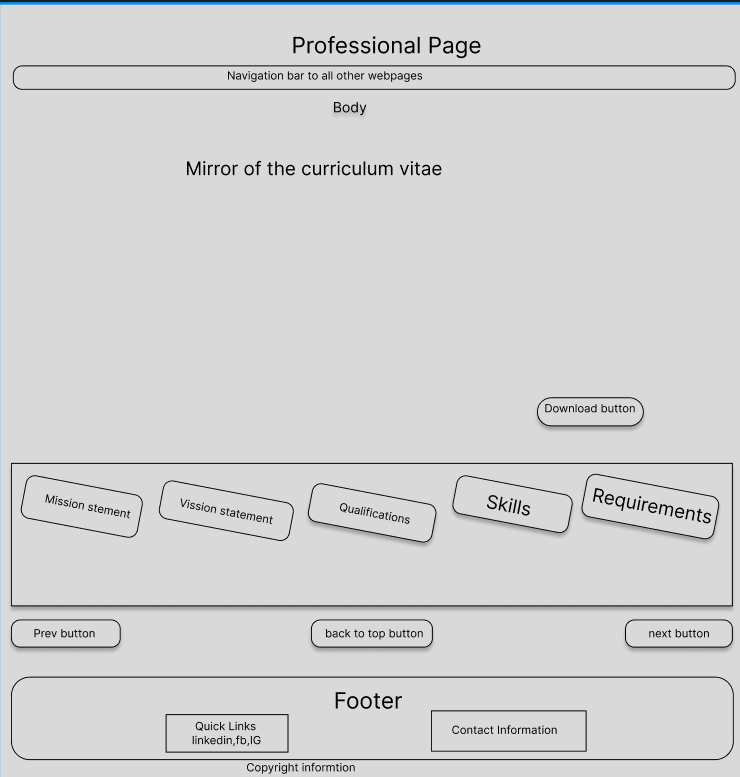 Professional Page
Navigation bar to all other webpages
Body
Mirror of the curriculum vitae
Download button
Mission stement
Vission statement
Qualifications
Skills
Requirements
Prev button
back to top button
next button
Footer
Quick Links
linkedin,fb,IG
Contact Information
Copyright informtion